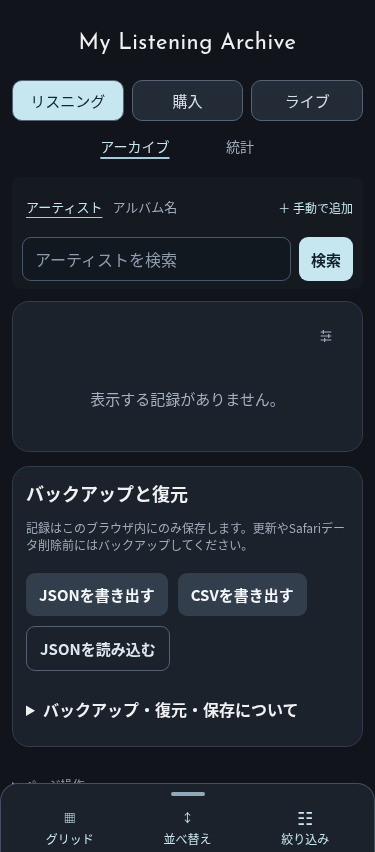 My Listening Archive
リスニング 購入 ライブ
アーカイブ 統計
アーティスト アルバム名 ＋手動で追加
アーティストを検索 検索
表示する記録がありません。
バックアップと復元
記録はこのブラウザ内にのみ保存します。更新やSafariデー
タ削除前にはバックアップしてください。
JSONを書き出す CSVを書き出す
JSONを読み込む
▶ バックアップ・復元・保存について
グリッド 並べ替え 絞り込み